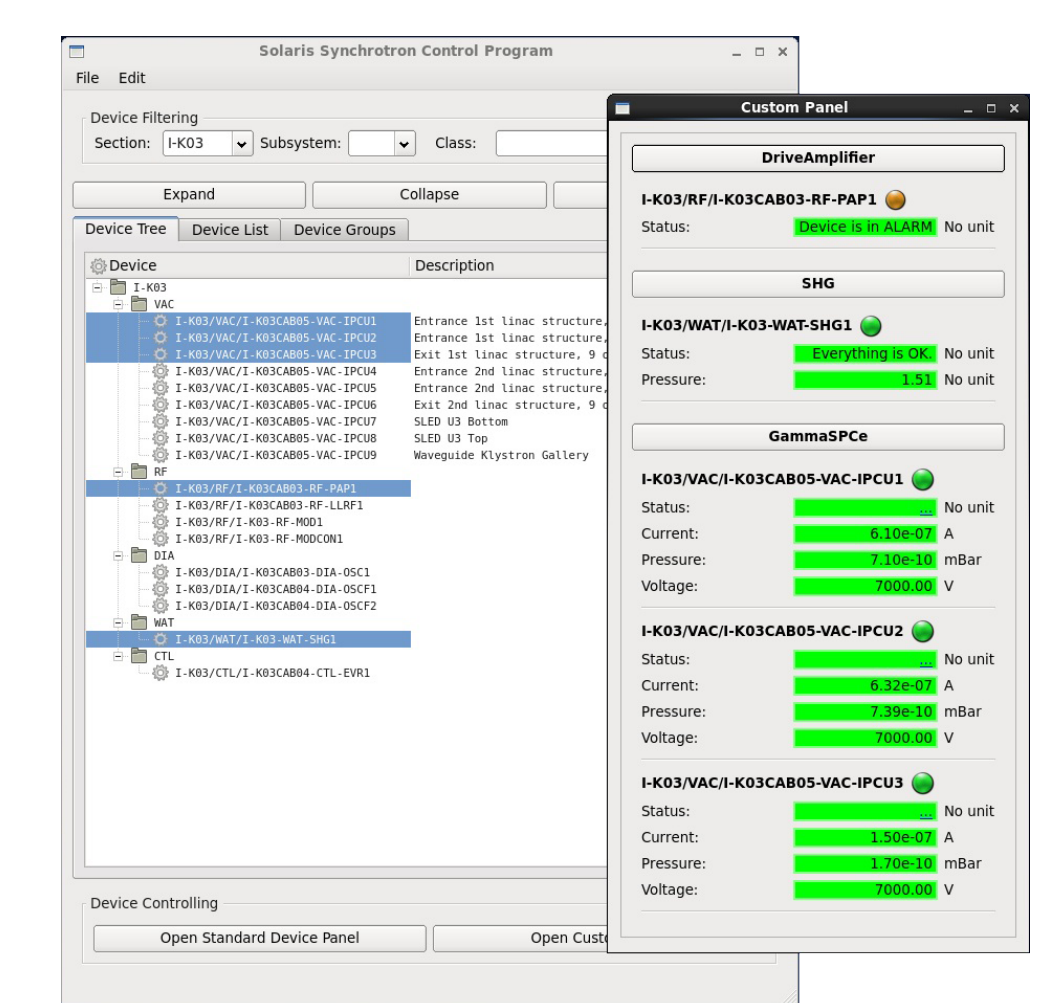 Solaris Synchrotron Control Program
File Edit
Device Filtering
Section: I-K03 Subsystem: Class:
Expand Collapse
Device Tree Device List Device Groups
Device Description
I-K03
VAC
I-K03/VAC/I-K03CAB05-VAC-IPCU1 Entrance 1st linac structure,
I-K03/VAC/I-K03CAB05-VAC-IPCU2 Entrance 1st linac structure,
I-K03/VAC/I-K03CAB05-VAC-IPCU3 Exit 1st linac structure, 9
I-K03/VAC/I-K03CAB05-VAC-IPCU4 Entrance 2nd linac structure,
I-K03/VAC/I-K03CAB05-VAC-IPCU5 Entrance 2nd linac structure,
I-K03/VAC/I-K03CAB05-VAC-IPCU6 Exit 2nd linac structure, 9
I-K03/VAC/I-K03CAB05-VAC-IPCU7 SLED U3 Bottom
I-K03/VAC/I-K03CAB05-VAC-IPCU8 SLED U3 Top
I-K03/VAC/I-K03CAB05-VAC-IPCU9 Waveguide Klystron Gallery
RF
I-K03/RF/I-K03CAB03-RF-PAP1
I-K03/RF/I-K03CAB03-RF-LLRF1
I-K03/RF/I-K03-RF-MOD1
I-K03/RF/I-K03-RF-MODCON1
DIA
I-K03/DIA/I-K03CAB03-DIA-OSC1
I-K03/DIA/I-K03CAB04-DIA-OSCF1
I-K03/DIA/I-K03CAB04-DIA-OSCF2
WAT
I-K03/WAT/I-K03-WAT-SHG1
CTL
I-K03/CTL/I-K03CAB04-CTL-EVR1
Device Controlling
Open Standard Device Panel Open Cust
Custom Panel
DriveAmplifier
I-K03/RF/I-K03CAB03-RF-PAP1
Status: Device is in ALARM No unit
SHG
I-K03/WAT/I-K03-WAT-SHG1
Status: Everything is OK. No unit
Pressure: 1.51 No unit
GammaSPCe
I-K03/VAC/I-K03CAB05-VAC-IPCU1
Status: ... No unit
Current: 6.10e-07 A
Pressure: 7.10e-10 mBar
Voltage: 7000.00 V
I-K03/VAC/I-K03CAB05-VAC-IPCU2
Status: ... No unit
Current: 6.32e-07 A
Pressure: 7.39e-10 mBar
Voltage: 7000.00 V
I-K03/VAC/I-K03CAB05-VAC-IPCU3
Status: ... No unit
Current: 1.50e-07 A
Pressure: 1.70e-10 mBar
Voltage: 7000.00 V